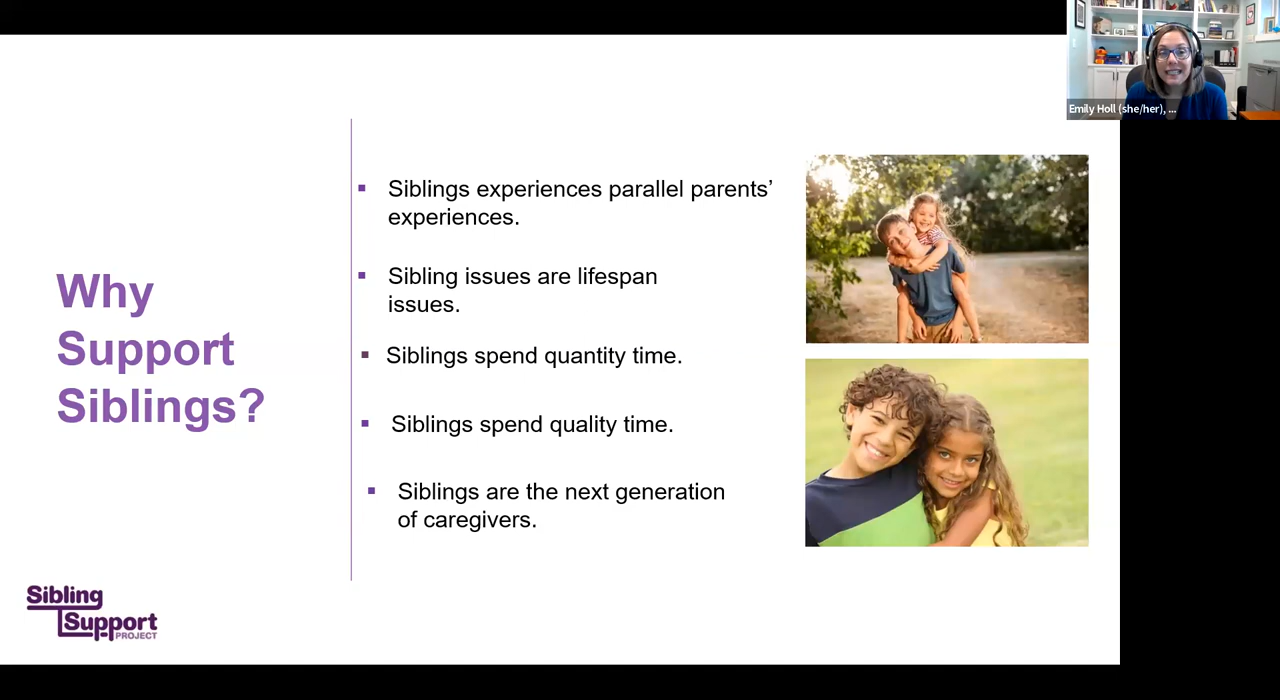 Emily Holl (she/her), ...
Why
Support
Siblings?
Siblings experiences parallel parents’
experiences.
Sibling issues are lifespan
issues.
Siblings spend quantity time.
Siblings spend quality time.
Siblings are the next generation
of caregivers.
Sibling
Support
PROJECT